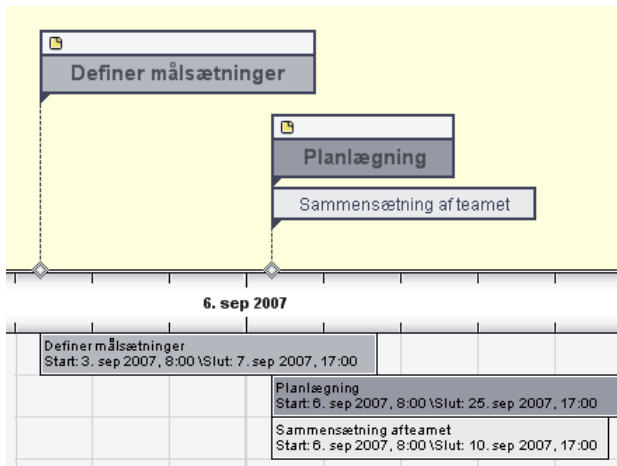 Definer målsætninger
Planlægning
Sammensætning af teamet
6. sep 2007
Definer målsætninger
Start: 3. sep 2007, 8:00 \Slut: 7. sep 2007, 17:00
Planlægning
Start: 6. sep 2007, 8:00 \Slut: 25. sep 2007, 17:00
Sammensætning af teamet
Start: 6. sep 2007, 8:00 \Slut: 10. sep 2007, 17:00